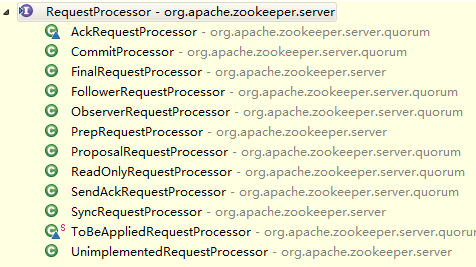 RequestProcessor - org.apache.zookeeper.server
AckRequestProcessor - org.apache.zookeeper.server.quorum
CommitProcessor - org.apache.zookeeper.server.quorum
FinalRequestProcessor - org.apache.zookeeper.server
FollowerRequestProcessor - org.apache.zookeeper.server.quorum
ObserverRequestProcessor - org.apache.zookeeper.server.quorum
PrepRequestProcessor - org.apache.zookeeper.server
ProposalRequestProcessor - org.apache.zookeeper.server.quorum
ReadOnlyRequestProcessor - org.apache.zookeeper.server.quorum
SendAckRequestProcessor - org.apache.zookeeper.server.quorum
SyncRequestProcessor - org.apache.zookeeper.server
ToBeAppliedRequestProcessor - org.apache.zookeeper.server.quorum
UnimplementedRequestProcessor - org.apache.zookeeper.server